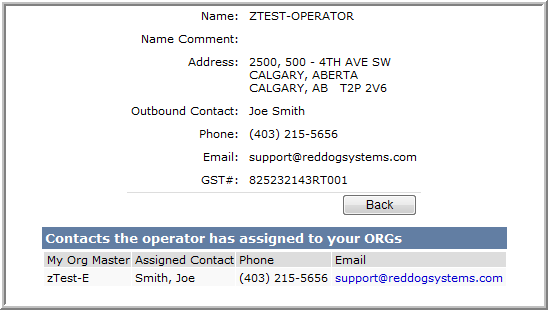 Name: ZTEST-OPERATOR
Name Comment:
Address: 2500, 500 - 4TH AVE SW
CALGARY, ABERTA
CALGARY, AB T2P 2V6
Outbound Contact: Joe Smith
Phone: (403) 215-5656
Email: support@reddogsystems.com
GST#: 825232143RT001
Back
Contacts the operator has assigned to your ORGs
My Org Master Assigned Contact Phone Email
zTest-E Smith, Joe (403) 215-5656 support@reddogsystems.com